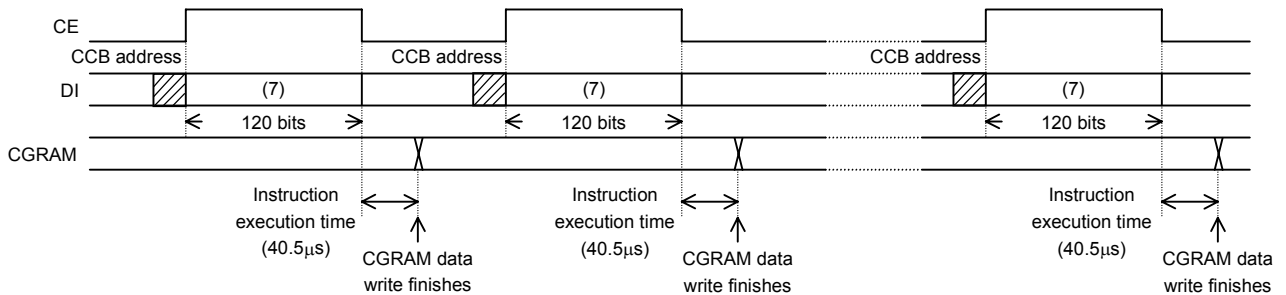 CE
CCB address CCB address CCB address
DI (7) (7) (7)
120 bits 120 bits 120 bits
CGRAM
Instruction Instruction Instruction
execution time execution time execution time
(40.5μs) (40.5μs) (40.5μs)
CGRAM data CGRAM data CGRAM data
write finishes write finishes write finishes